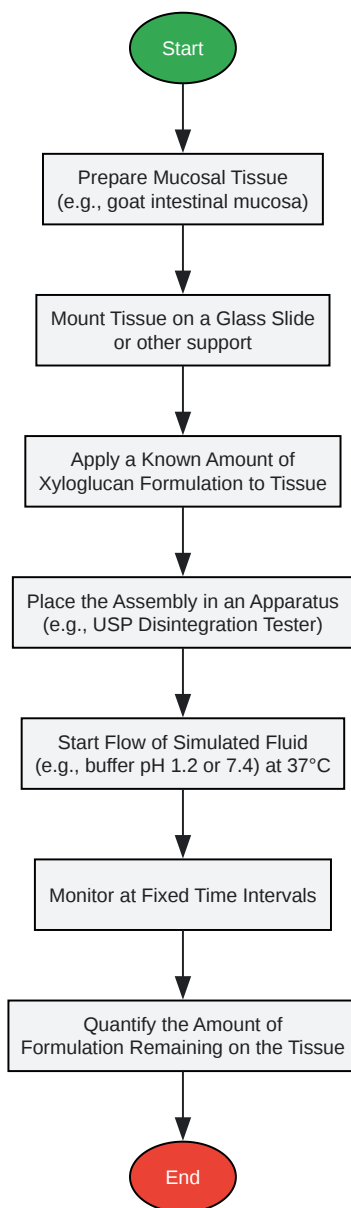 Start
Prepare Mucosal Tissue
(e.g., goat intestinal mucosa)
Mount Tissue on a Glass Slide
or other support
Apply a Known Amount of
Xyloglucan Formulation to Tissue
Place the Assembly in an Apparatus
(e.g., USP Disintegration Tester)
Start Flow of Simulated Fluid
(e.g., buffer pH 1.2 or 7.4) at 37°C
Monitor at Fixed Time Intervals
Quantify the Amount of
Formulation Remaining on the Tissue
End